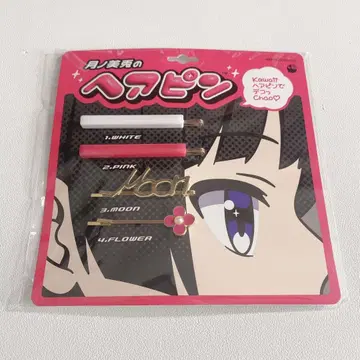 月ノ美兎の
ヘアピン
Kawaii
ヘアピンで
デコっ
Chao♡
1.WHITE
2.PINK
Moon
3.MOON
4.FLOWER